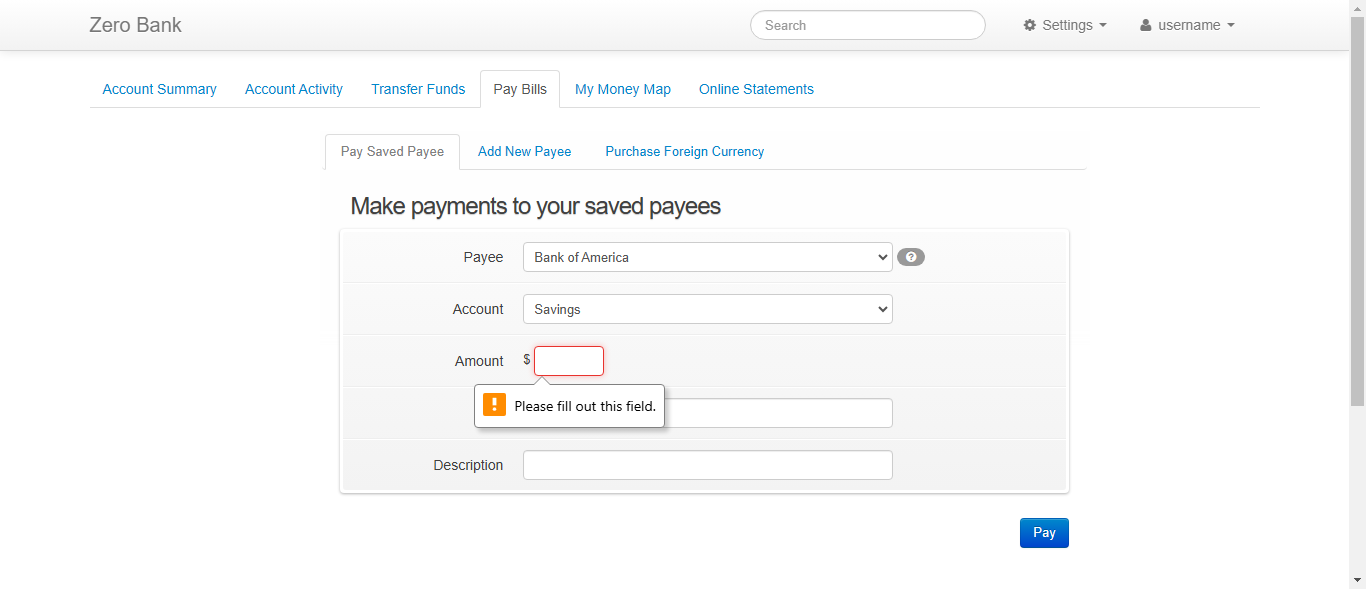 Zero Bank
Search
Settings
username
Account Summary
Account Activity
Transfer Funds
Pay Bills
My Money Map
Online Statements
Pay Saved Payee
Add New Payee
Purchase Foreign Currency
Make payments to your saved payees
Payee
Bank of America
?
Account
Savings
Amount
$
! Please fill out this field.
Description
Pay